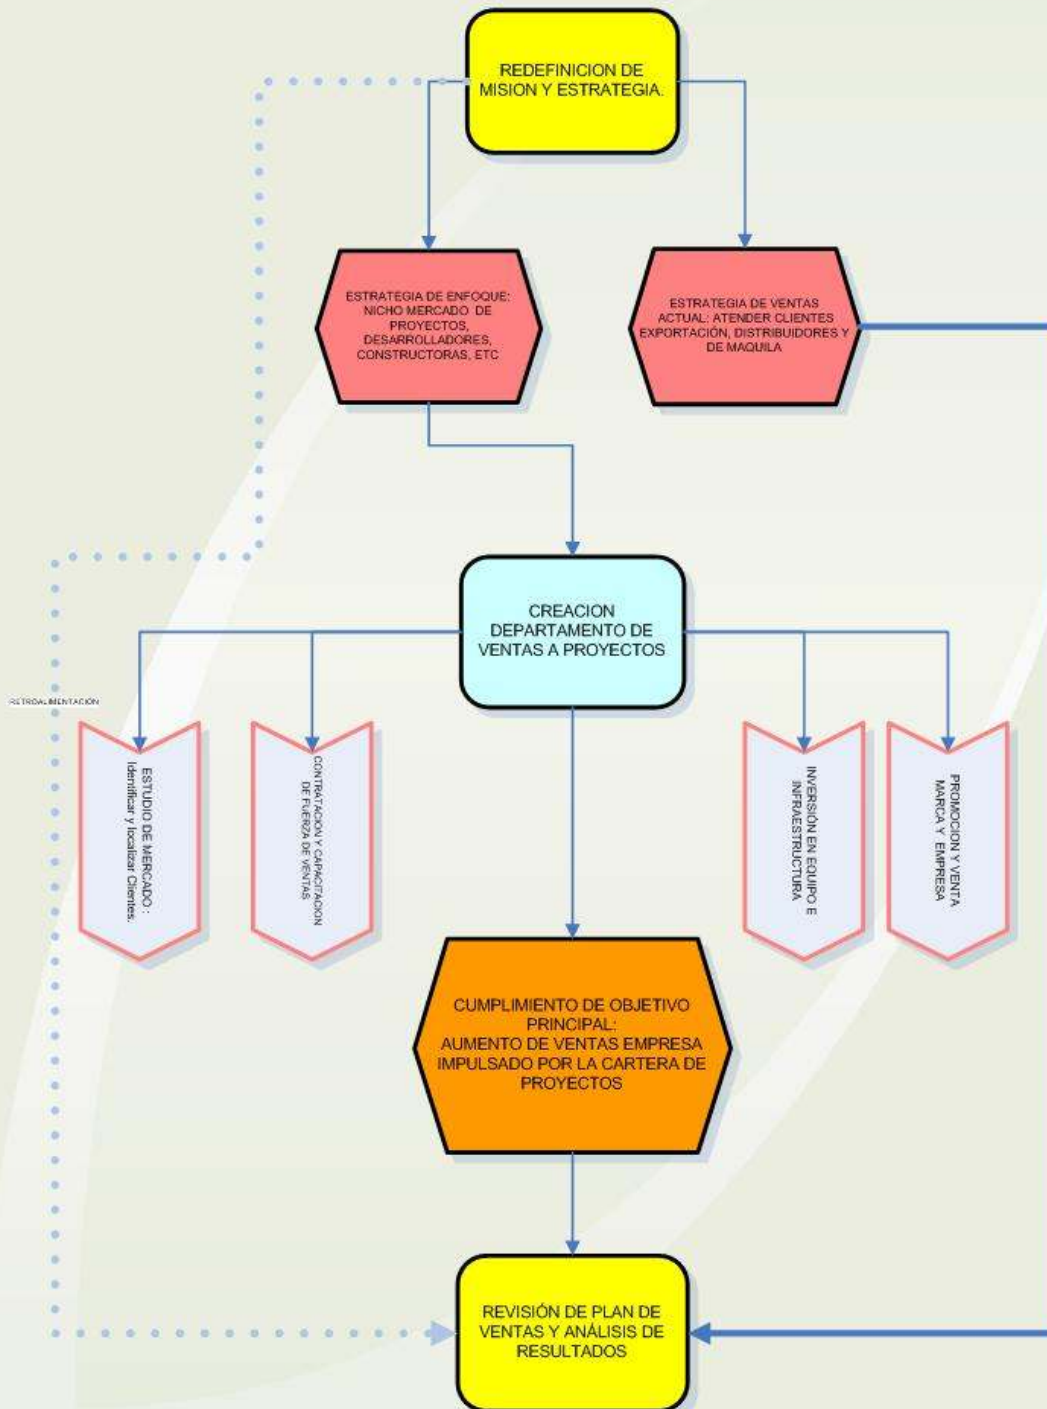 REDEFINICION DE
MISION Y ESTRATEGIA.
ESTRATEGIA DE ENFOQUE:
NICHO MERCADO DE
PROYECTOS,
DESARROLLADORES,
CONSTRUCTORAS, ETC
ESTRATEGIA DE VENTAS
ACTUAL: ATENDER CLIENTES
EXPORTACIÓN, DISTRIBUIDORES Y
DE MAQUILA
CREACION
DEPARTAMENTO DE
VENTAS A PROYECTOS
RETROALIMENTACIÓN
ESTUDIO DE MERCADO :
Identificar y localizar Clientes.
CONTRATACION Y CAPACITACION
DE FUERZA DE VENTAS
INVERSIÓN EN EQUIPO E
INFRAESTRUCTURA
PROMOCION Y VENTA
MARCA Y EMPRESA
CUMPLIMIENTO DE OBJETIVO
PRINCIPAL:
AUMENTO DE VENTAS EMPRESA
IMPULSADO POR LA CARTERA DE
PROYECTOS
REVISIÓN DE PLAN DE
VENTAS Y ANÁLISIS DE
RESULTADOS